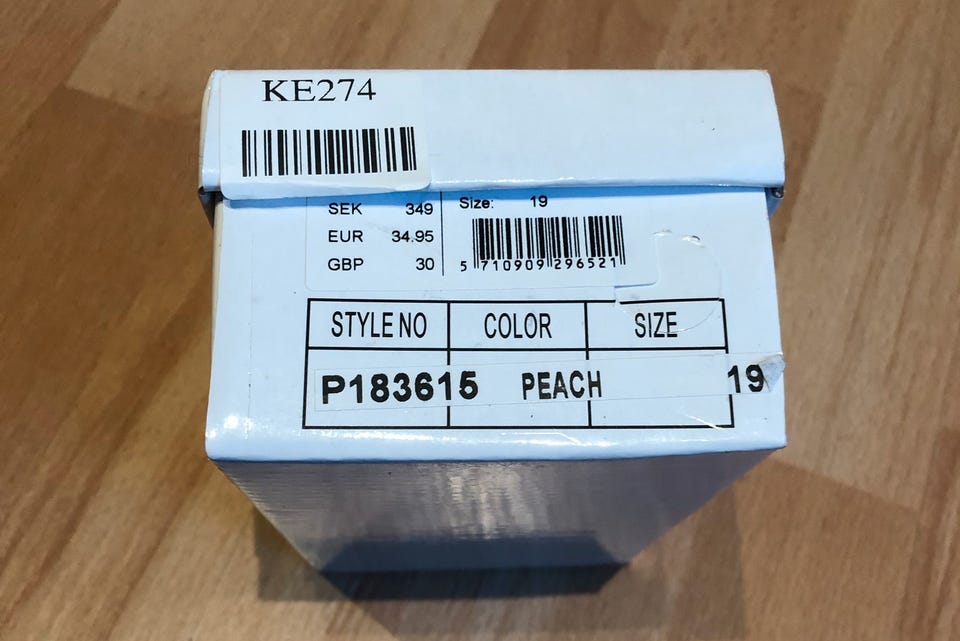 KE274
SEK 349
EUR 34.95
GBP 30
Size: 19
5 710909 296521
STYLE NO COLOR SIZE
P183615 PEACH 19